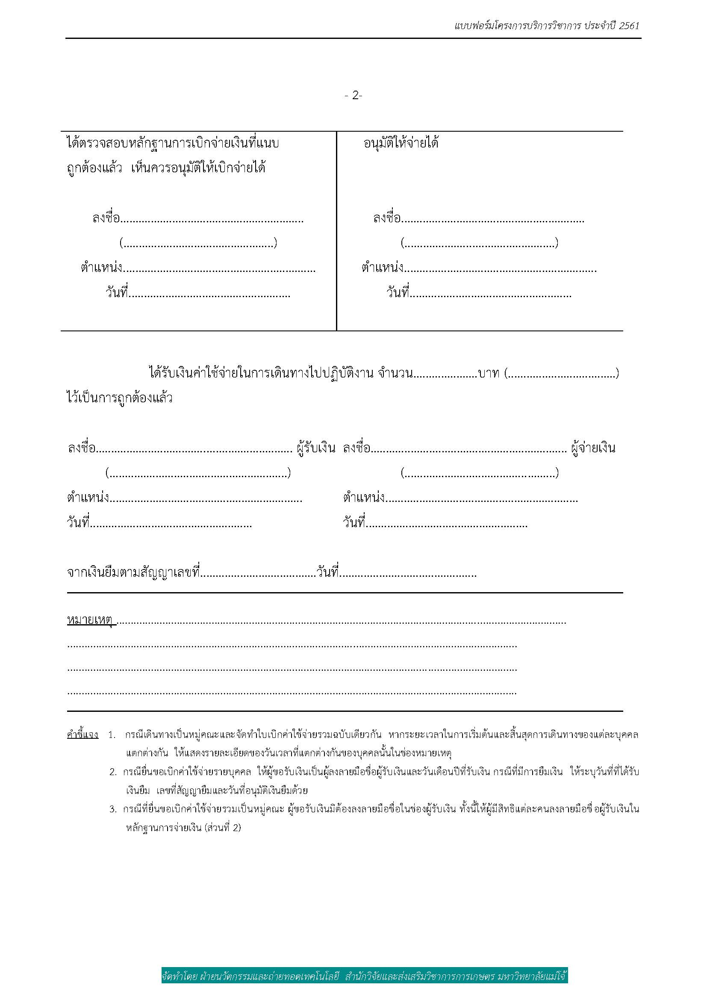 แบบฟอร์มโครงการบริการวิชาการ ประจำปี 2561
- 2-
ได้ตรวจสอบหลักฐานการเบิกจ่ายเงินที่แนบ
ถูกต้องแล้ว เห็นควรอนุมัติให้เบิกจ่ายได้
ลงชื่อ............................................................
(.................................................)
ตำแหน่ง...............................................................
วันที่.....................................................
อนุมัติให้จ่ายได้
ลงชื่อ............................................................
(.................................................)
ตำแหน่ง...............................................................
วันที่.....................................................
ได้รับเงินค่าใช้จ่ายในการเดินทางไปปฏิบัติงาน จำนวน.....................บาท (...................................)
ไว้เป็นการถูกต้องแล้ว
ลงชื่อ................................................................ ผู้รับเงิน ลงชื่อ................................................................ ผู้จ่ายเงิน
(..........................................................) (.................................................)
ตำแหน่ง............................................................... ตำแหน่ง...............................................................
วันที่..................................................... วันที่.....................................................
จากเงินยืมตามสัญญาเลขที่......................................วันที่.............................................
หมายเหตุ ............................................................................................................................................................
............................................................................................................................................................
............................................................................................................................................................
............................................................................................................................................................
คำชี้แจง 1. กรณีเดินทางเป็นหมู่คณะและจัดทำใบเบิกค่าใช้จ่ายรวมฉบับเดียวกัน หากระยะเวลาในการเริ่มต้นและสิ้นสุดการเดินทางของแต่ละบุคคล
แตกต่างกัน ให้แสดงรายละเอียดของวันเวลาที่แตกต่างกันของบุคคลนั้นในช่องหมายเหตุ
2. กรณียื่นขอเบิกค่าใช้จ่ายรายบุคคล ให้ผู้ขอรับเงินเป็นผู้ลงลายมือชื่อผู้รับเงินและวันเดือนปีที่รับเงิน กรณีที่มีการยืมเงิน ให้ระบุวันที่ที่ได้รับ
เงินยืม เลขที่สัญญายืมและวันที่อนุมัติเงินยืมด้วย
3. กรณีที่ยื่นขอเบิกค่าใช้จ่ายรวมเป็นหมู่คณะ ผู้ขอรับเงินมิต้องลงลายมือชื่อในช่องผู้รับเงิน ทั้งนี้ให้ผู้มีสิทธิแต่ละคนลงลายมือชื่อผู้รับเงินใน
หลักฐานการจ่ายเงิน (ส่วนที่ 2)
จัดทำโดย ฝ่ายนวัตกรรมและถ่ายทอดเทคโนโลยี สำนักวิจัยและส่งเสริมวิชาการการเกษตร มหาวิทยาลัยแม่โจ้